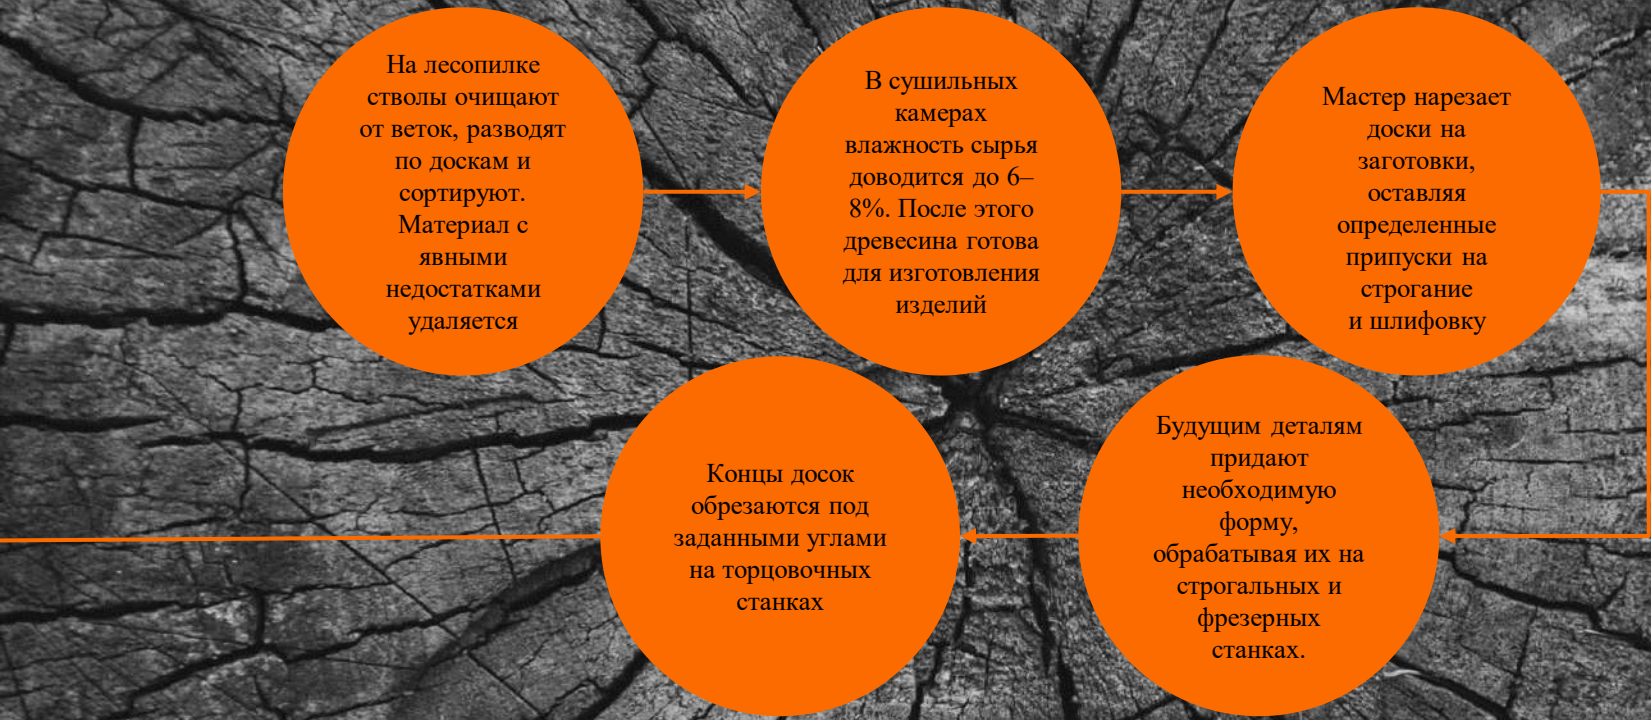 На лесопилке
стволы очищают
от веток, разводят
по доскам и
сортируют.
Материал с
явными
недостатками
удаляется
В сушильных
камерах
влажность сырья
доводится до 6–
8%. После этого
древесина готова
для изготовления
изделий
Мастер нарезает
доски на
заготовки,
оставляя
определенные
припуски на
строгание
и шлифовку
Будущим деталям
придают
необходимую
форму,
обрабатывая их на
строгальных и
фрезерных
станках.
Концы досок
обрезаются под
заданными углами
на торцовочных
станках